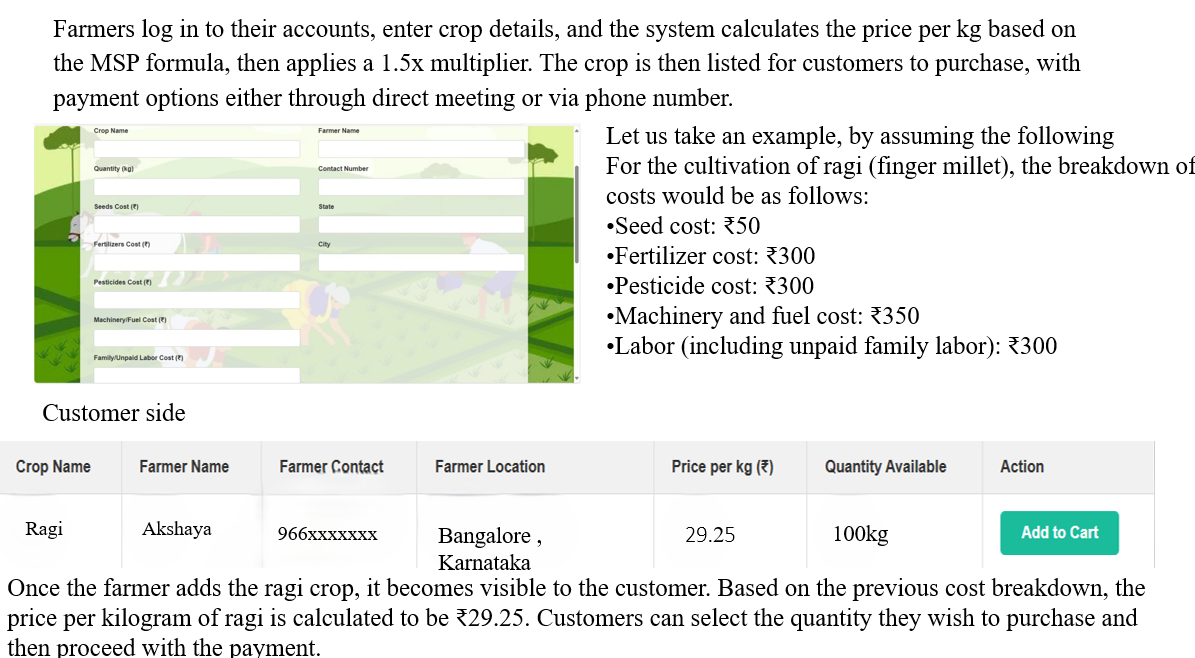 Farmers log in to their accounts, enter crop details, and the system calculates the price per kg based on
the MSP formula, then applies a 1.5x multiplier. The crop is then listed for customers to purchase, with
payment options either through direct meeting or via phone number.
Crop Name
Farmer Name
Quantity (kg)
Contact Number
Seeds Cost (₹)
State
Fertilizers Cost (₹)
City
Pesticides Cost (₹)
Machinery/Fuel Cost (₹)
Family/Unpaid Labor Cost (₹)
Let us take an example, by assuming the following
For the cultivation of ragi (finger millet), the breakdown of
costs would be as follows:
•Seed cost: ₹50
•Fertilizer cost: ₹300
•Pesticide cost: ₹300
•Machinery and fuel cost: ₹350
•Labor (including unpaid family labor): ₹300
Customer side
Crop Name Farmer Name Farmer Contact Farmer Location Price per kg (₹) Quantity Available Action
Ragi Akshaya 966xxxxxxx Bangalore , 29.25 100kg Add to Cart
Karnataka
Once the farmer adds the ragi crop, it becomes visible to the customer. Based on the previous cost breakdown, the
price per kilogram of ragi is calculated to be ₹29.25. Customers can select the quantity they wish to purchase and
then proceed with the payment.